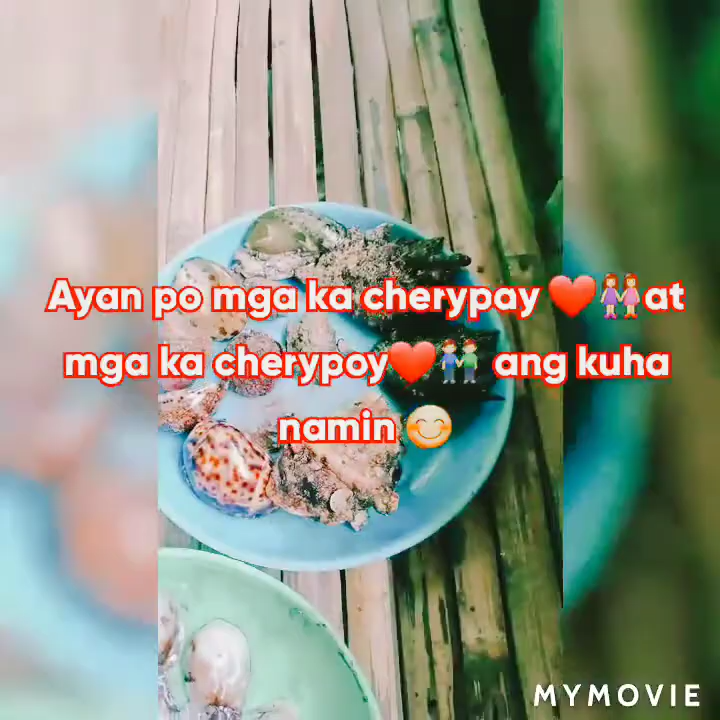 Ayan po mga ka cherypay ❤️👭at
mga ka cherypoy❤️👬 ang kuha
namin 😊
MYMOVIE